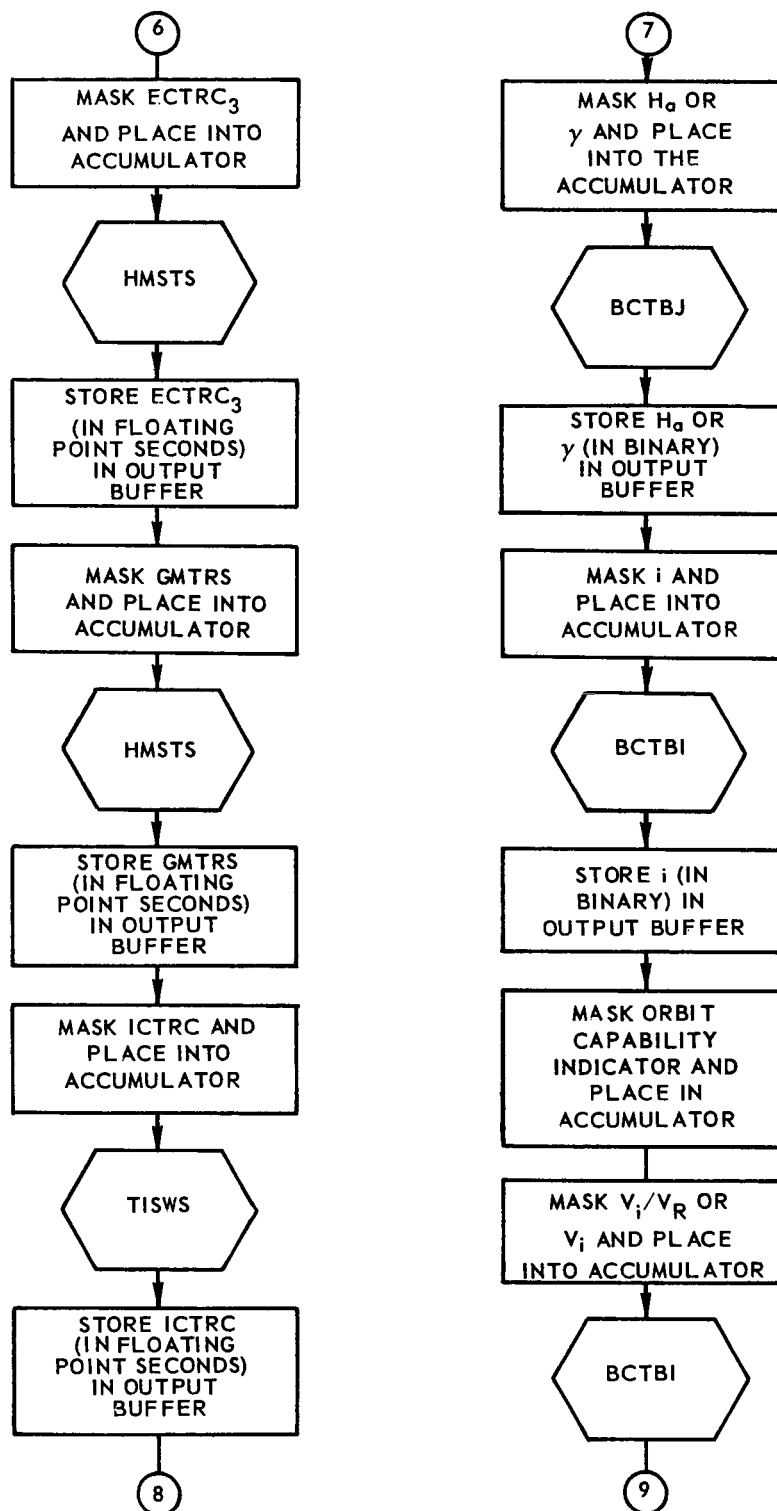 6
MASK ECTRC₃
AND PLACE INTO
ACCUMULATOR
HMSTS
STORE ECTRC₃
(IN FLOATING
POINT SECONDS)
IN OUTPUT
BUFFER
MASK GMTRS
AND PLACE INTO
ACCUMULATOR
HMSTS
STORE GMTRS
(IN FLOATING
POINT SECONDS)
IN OUTPUT
BUFFER
MASK ICTRC AND
PLACE INTO
ACCUMULATOR
TISWS
STORE ICTRC
(IN FLOATING
POINT SECONDS)
IN OUTPUT
BUFFER
8
7
MASK Hₐ OR
γ AND PLACE
INTO THE
ACCUMULATOR
BCTBJ
STORE Hₐ OR
γ (IN BINARY)
IN OUTPUT
BUFFER
MASK i AND
PLACE INTO
ACCUMULATOR
BCTBI
STORE i (IN
BINARY) IN
OUTPUT BUFFER
MASK ORBIT
CAPABILITY
INDICATOR AND
PLACE IN
ACCUMULATOR
MASK Vᵢ/V_R OR
Vᵢ AND PLACE
INTO ACCUMULATOR
BCTBI
9